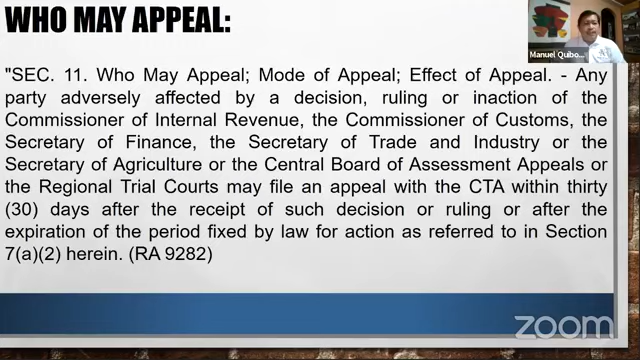 WHO MAY APPEAL:
Manuel Quibo...
"SEC. 11. Who May Appeal; Mode of Appeal; Effect of Appeal. - Any
party adversely affected by a decision, ruling or inaction of the
Commissioner of Internal Revenue, the Commissioner of Customs, the
Secretary of Finance, the Secretary of Trade and Industry or the
Secretary of Agriculture or the Central Board of Assessment Appeals or
the Regional Trial Courts may file an appeal with the CTA within thirty
(30) days after the receipt of such decision or ruling or after the
expiration of the period fixed by law for action as referred to in Section
7(a)(2) herein. (RA 9282)
zoom